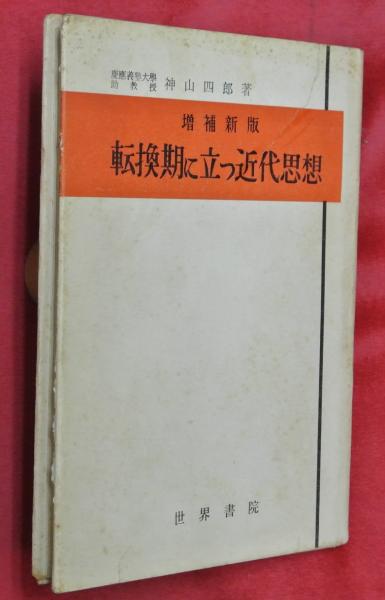 慶應義塾大學
助教授 神山四郎著
増補新版
転換期に立つ近代思想
世界書院